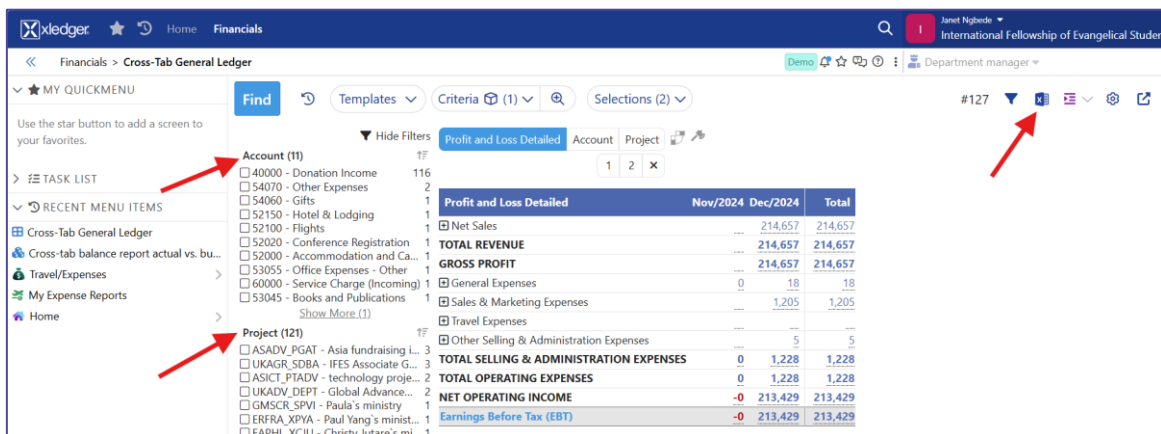 xledger Home Financials
Janet Ngbede
International Fellowship of Evangelical Studen
Financials > Cross-Tab General Ledger
Demo
Department manager
MY QUICKMENU
Use the star button to add a screen to
your favorites.
TASK LIST
RECENT MENU ITEMS
Cross-Tab General Ledger
Cross-tab balance report actual vs. bu...
Travel/Expenses
My Expense Reports
Home
Find Templates Criteria (1) Selections (2) #127
Hide Filters
Account (11)
40000 - Donation Income 116
54070 - Other Expenses 2
54060 - Gifts 1
52150 - Hotel & Lodging 1
52100 - Flights 1
52020 - Conference Registration 1
52000 - Accommodation and Ca... 1
53055 - Office Expenses - Other 1
60000 - Service Charge (Incoming) 1
53045 - Books and Publications 1
Show More (1)
Project (121)
ASADV_PGAT - Asia fundraising i... 3
UKAGR_SDBA - IFES Associate G... 3
ASICT_PTADV - technology proje... 2
UKADV_DEPT - Global Advance... 2
GMSCR_SPVI - Paula`s ministry 1
ERFRA_XPYA - Paul Yang`s minist... 1
Profit and Loss Detailed Account Project
1 2 ×
Profit and Loss Detailed Nov/2024 Dec/2024 Total
Net Sales 214,657 214,657
TOTAL REVENUE 214,657 214,657
GROSS PROFIT 214,657 214,657
General Expenses 0 18 18
Sales & Marketing Expenses 1,205 1,205
Travel Expenses
Other Selling & Administration Expenses 5 5
TOTAL SELLING & ADMINISTRATION EXPENSES 0 1,228 1,228
TOTAL OPERATING EXPENSES 0 1,228 1,228
NET OPERATING INCOME -0 213,429 213,429
Earnings Before Tax (EBT) -0 213,429 213,429